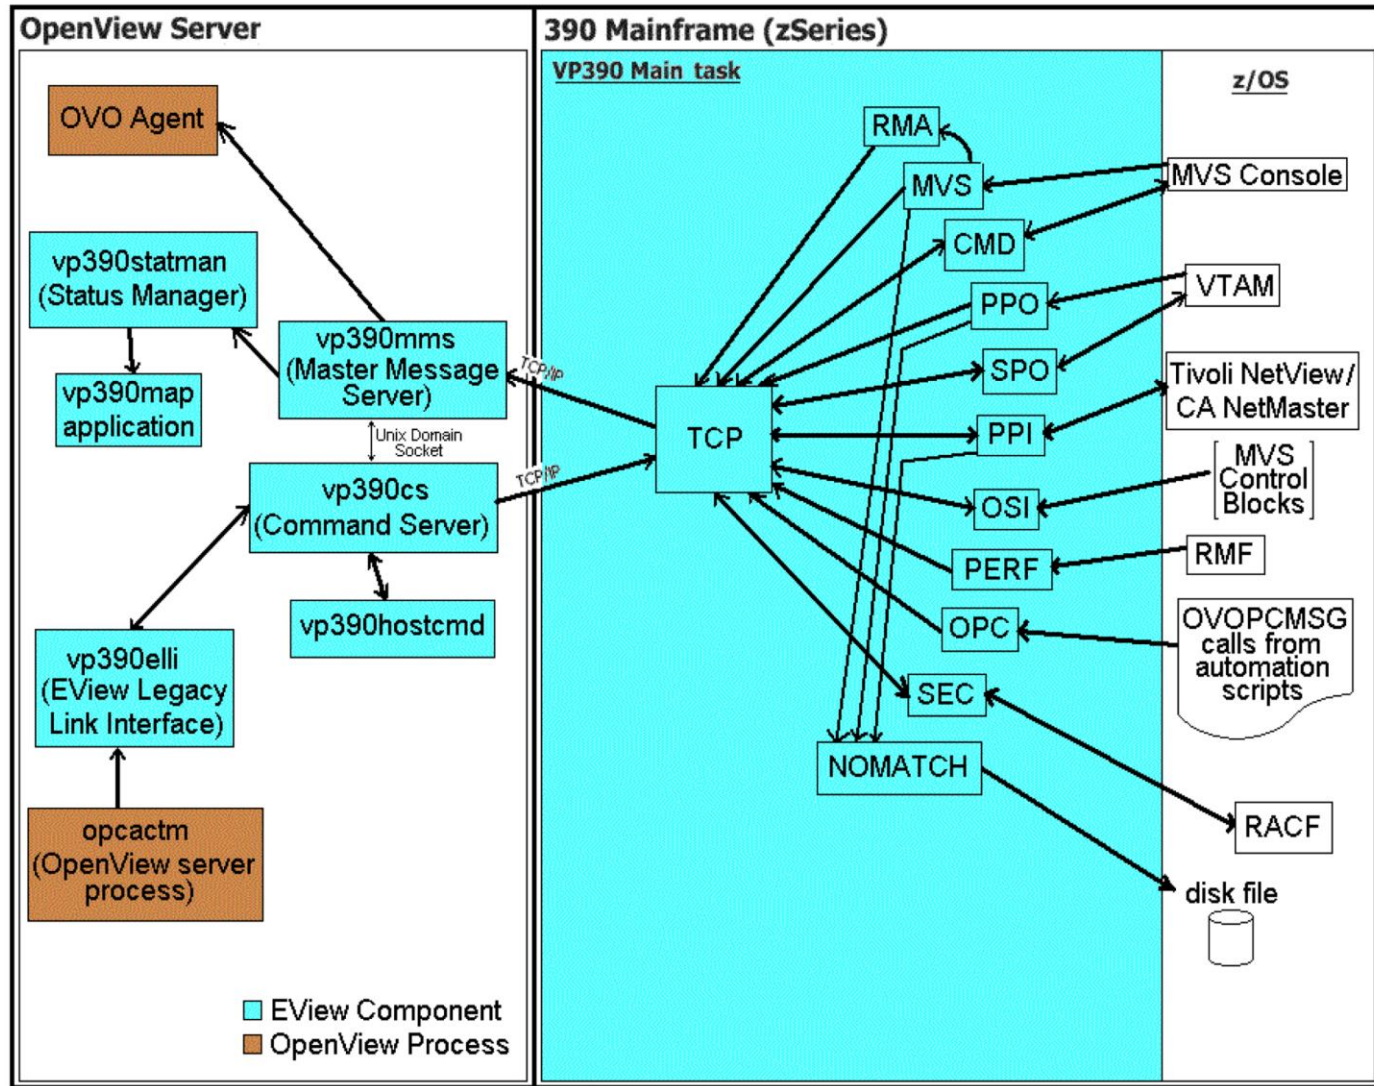 OpenView Server
OVO Agent
vp390statman
(Status Manager)
vp390map
application
vp390mms
(Master Message
Server)
Unix Domain
Socket
vp390cs
(Command Server)
vp390hostcmd
vp390elli
(EView Legacy
Link Interface)
opcactm
(OpenView server
process)
EView Component
OpenView Process
TCP/IP
TCP/IP
390 Mainframe (zSeries)
VP390 Main task
TCP
RMA
MVS
CMD
PPO
SPO
PPI
OSI
PERF
OPC
SEC
NOMATCH
z/OS
MVS Console
VTAM
Tivoli NetView/
CA NetMaster
MVS
Control
Blocks
RMF
OVOPCMSG
calls from
automation
scripts
RACF
disk file